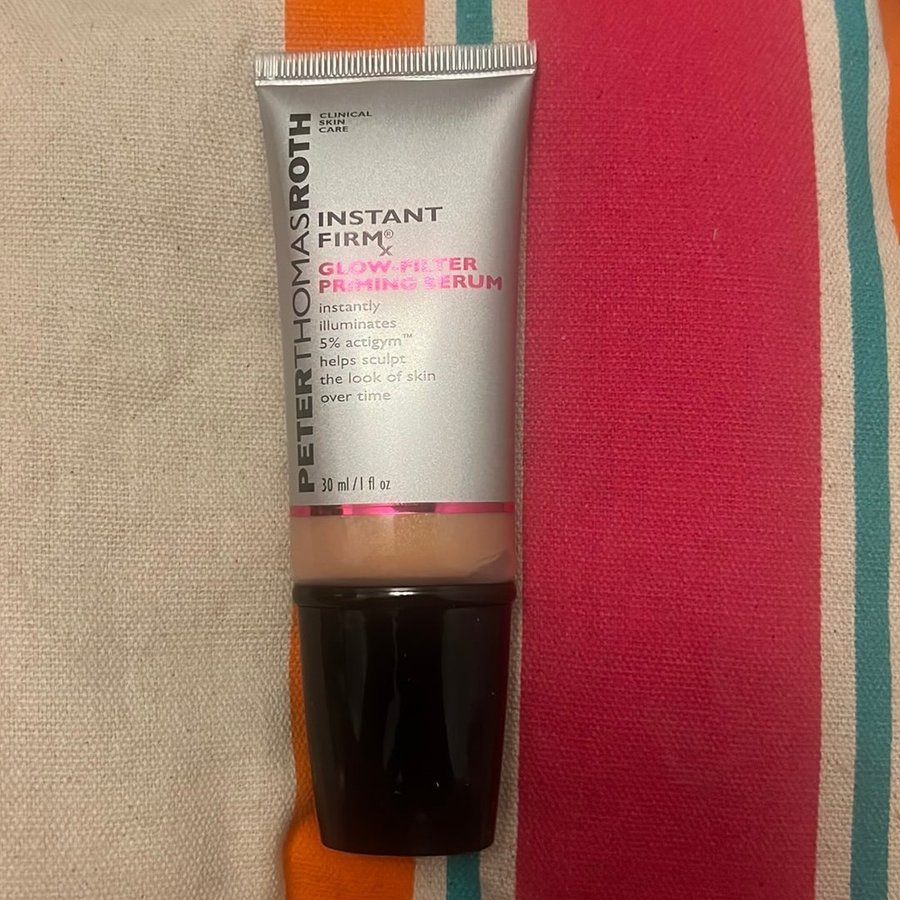 PETERTHOMASROTH
CLINICAL
SKIN
CARE
INSTANT
FIRMx®
GLOW-FILTER
PRIMING SERUM
instantly
illuminates
5% actigym™
helps sculpt
the look of skin
over time
30 ml / 1 fl oz